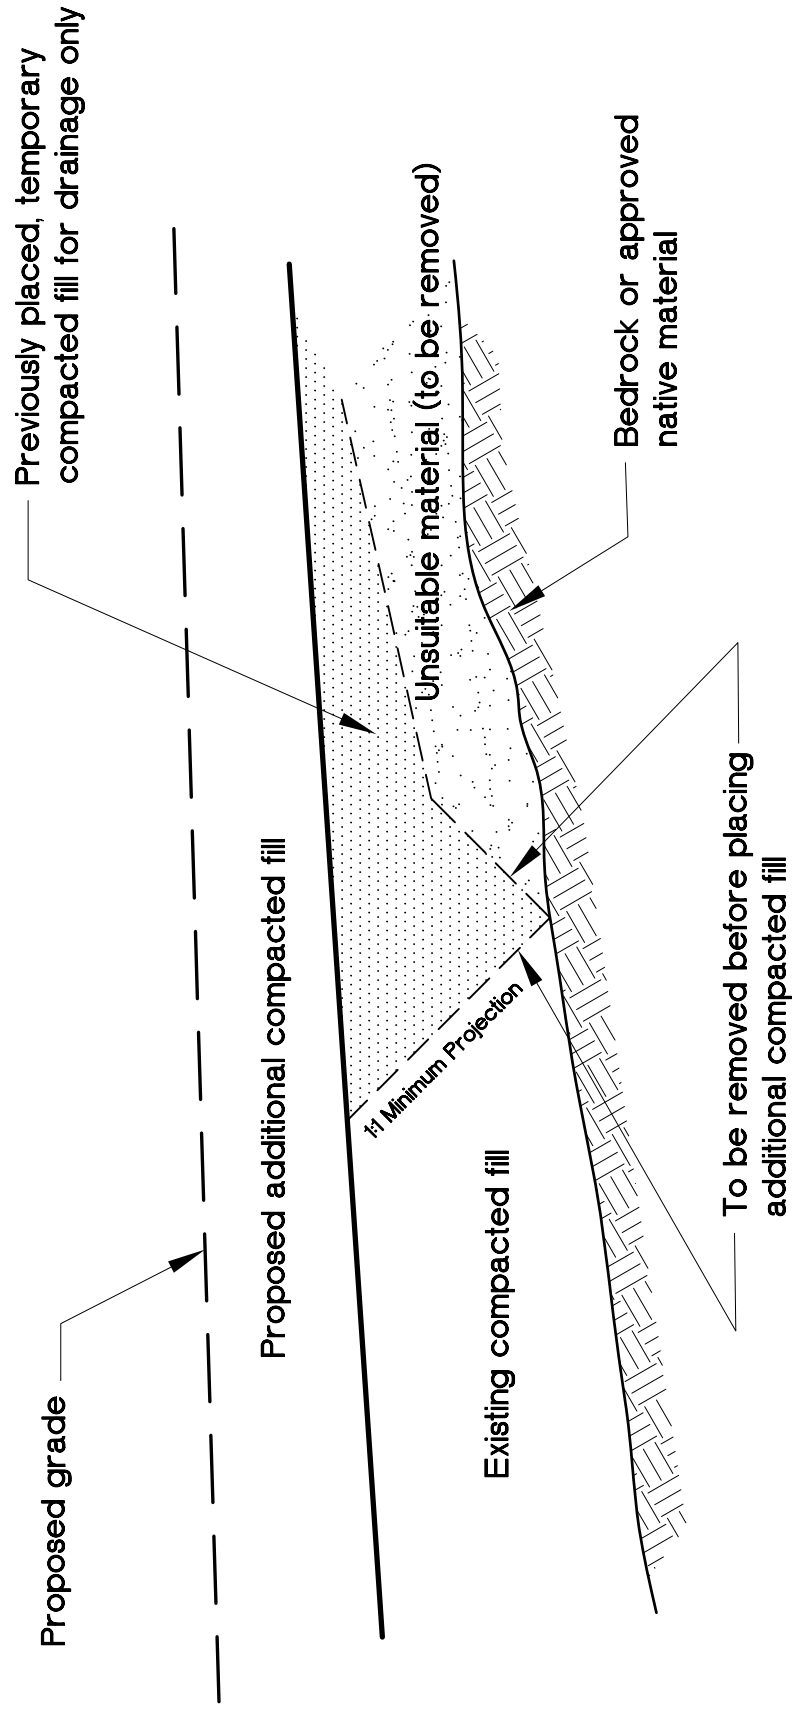 Proposed grade
Previously placed, temporary
compacted fill for drainage only
Proposed additional compacted fill
Unsuitable material (to be removed)
1:1 Minimum Projection
Existing compacted fill
Bedrock or approved
native material
To be removed before placing
additional compacted fill